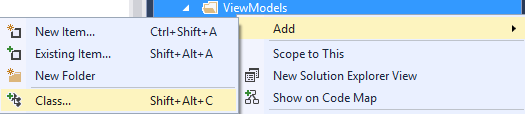 ViewModels
New Item... Ctrl+Shift+A
Add
Existing Item... Shift+Alt+A
Scope to This
New Folder
New Solution Explorer View
Class... Shift+Alt+C
Show on Code Map